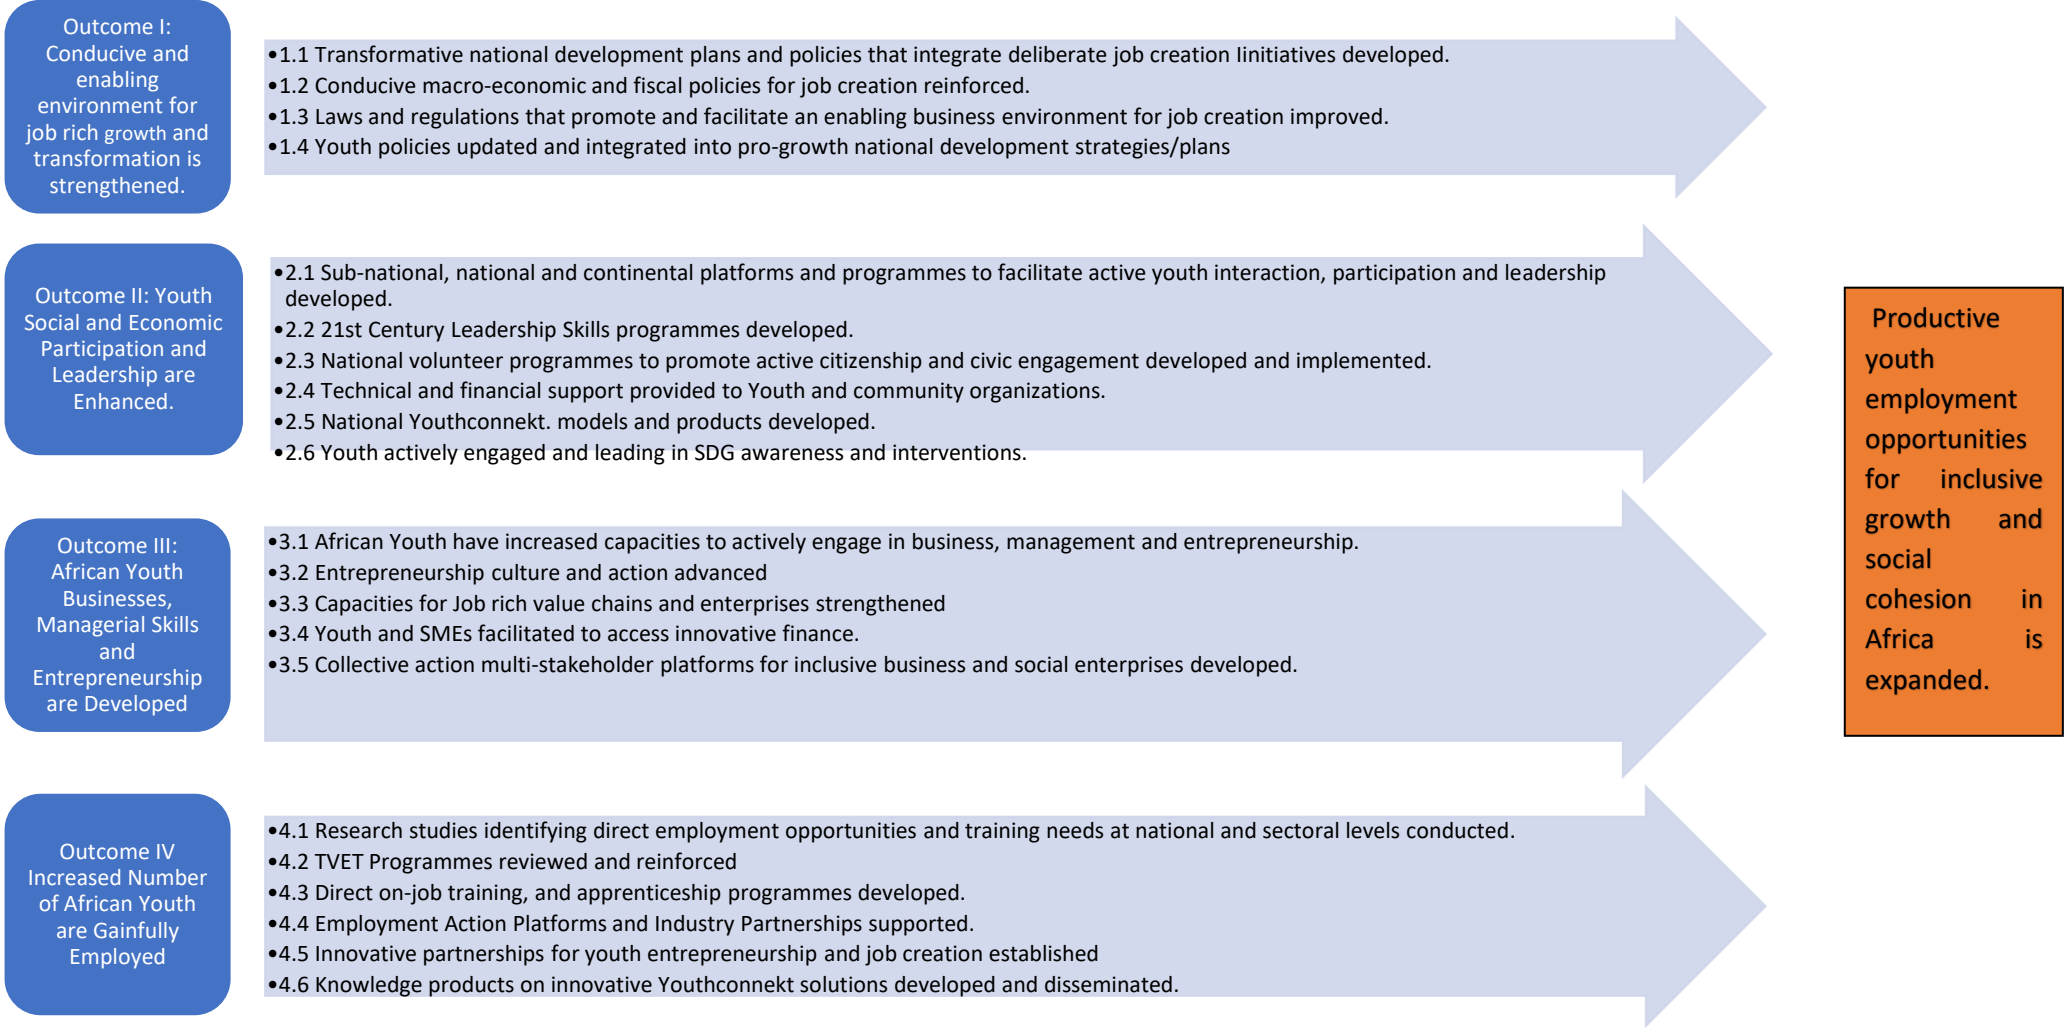 Outcome I:
Conducive and
enabling
environment for
job rich growth and
transformation is
strengthened.
•1.1 Transformative national development plans and policies that integrate deliberate job creation Iinitiatives developed.
•1.2 Conducive macro-economic and fiscal policies for job creation reinforced.
•1.3 Laws and regulations that promote and facilitate an enabling business environment for job creation improved.
•1.4 Youth policies updated and integrated into pro-growth national development strategies/plans
Outcome II: Youth
Social and Economic
Participation and
Leadership are
Enhanced.
•2.1 Sub-national, national and continental platforms and programmes to facilitate active youth interaction, participation and leadership
developed.
•2.2 21st Century Leadership Skills programmes developed.
•2.3 National volunteer programmes to promote active citizenship and civic engagement developed and implemented.
•2.4 Technical and financial support provided to Youth and community organizations.
•2.5 National Youthconnekt. models and products developed.
•2.6 Youth actively engaged and leading in SDG awareness and interventions.
Outcome III:
African Youth
Businesses,
Managerial Skills
and
Entrepreneurship
are Developed
•3.1 African Youth have increased capacities to actively engage in business, management and entrepreneurship.
•3.2 Entrepreneurship culture and action advanced
•3.3 Capacities for Job rich value chains and enterprises strengthened
•3.4 Youth and SMEs facilitated to access innovative finance.
•3.5 Collective action multi-stakeholder platforms for inclusive business and social enterprises developed.
Outcome IV
Increased Number
of African Youth
are Gainfully
Employed
•4.1 Research studies identifying direct employment opportunities and training needs at national and sectoral levels conducted.
•4.2 TVET Programmes reviewed and reinforced
•4.3 Direct on-job training, and apprenticeship programmes developed.
•4.4 Employment Action Platforms and Industry Partnerships supported.
•4.5 Innovative partnerships for youth entrepreneurship and job creation established
•4.6 Knowledge products on innovative Youthconnekt solutions developed and disseminated.
Productive
youth
employment
opportunities
for inclusive
growth and
social
cohesion in
Africa is
expanded.